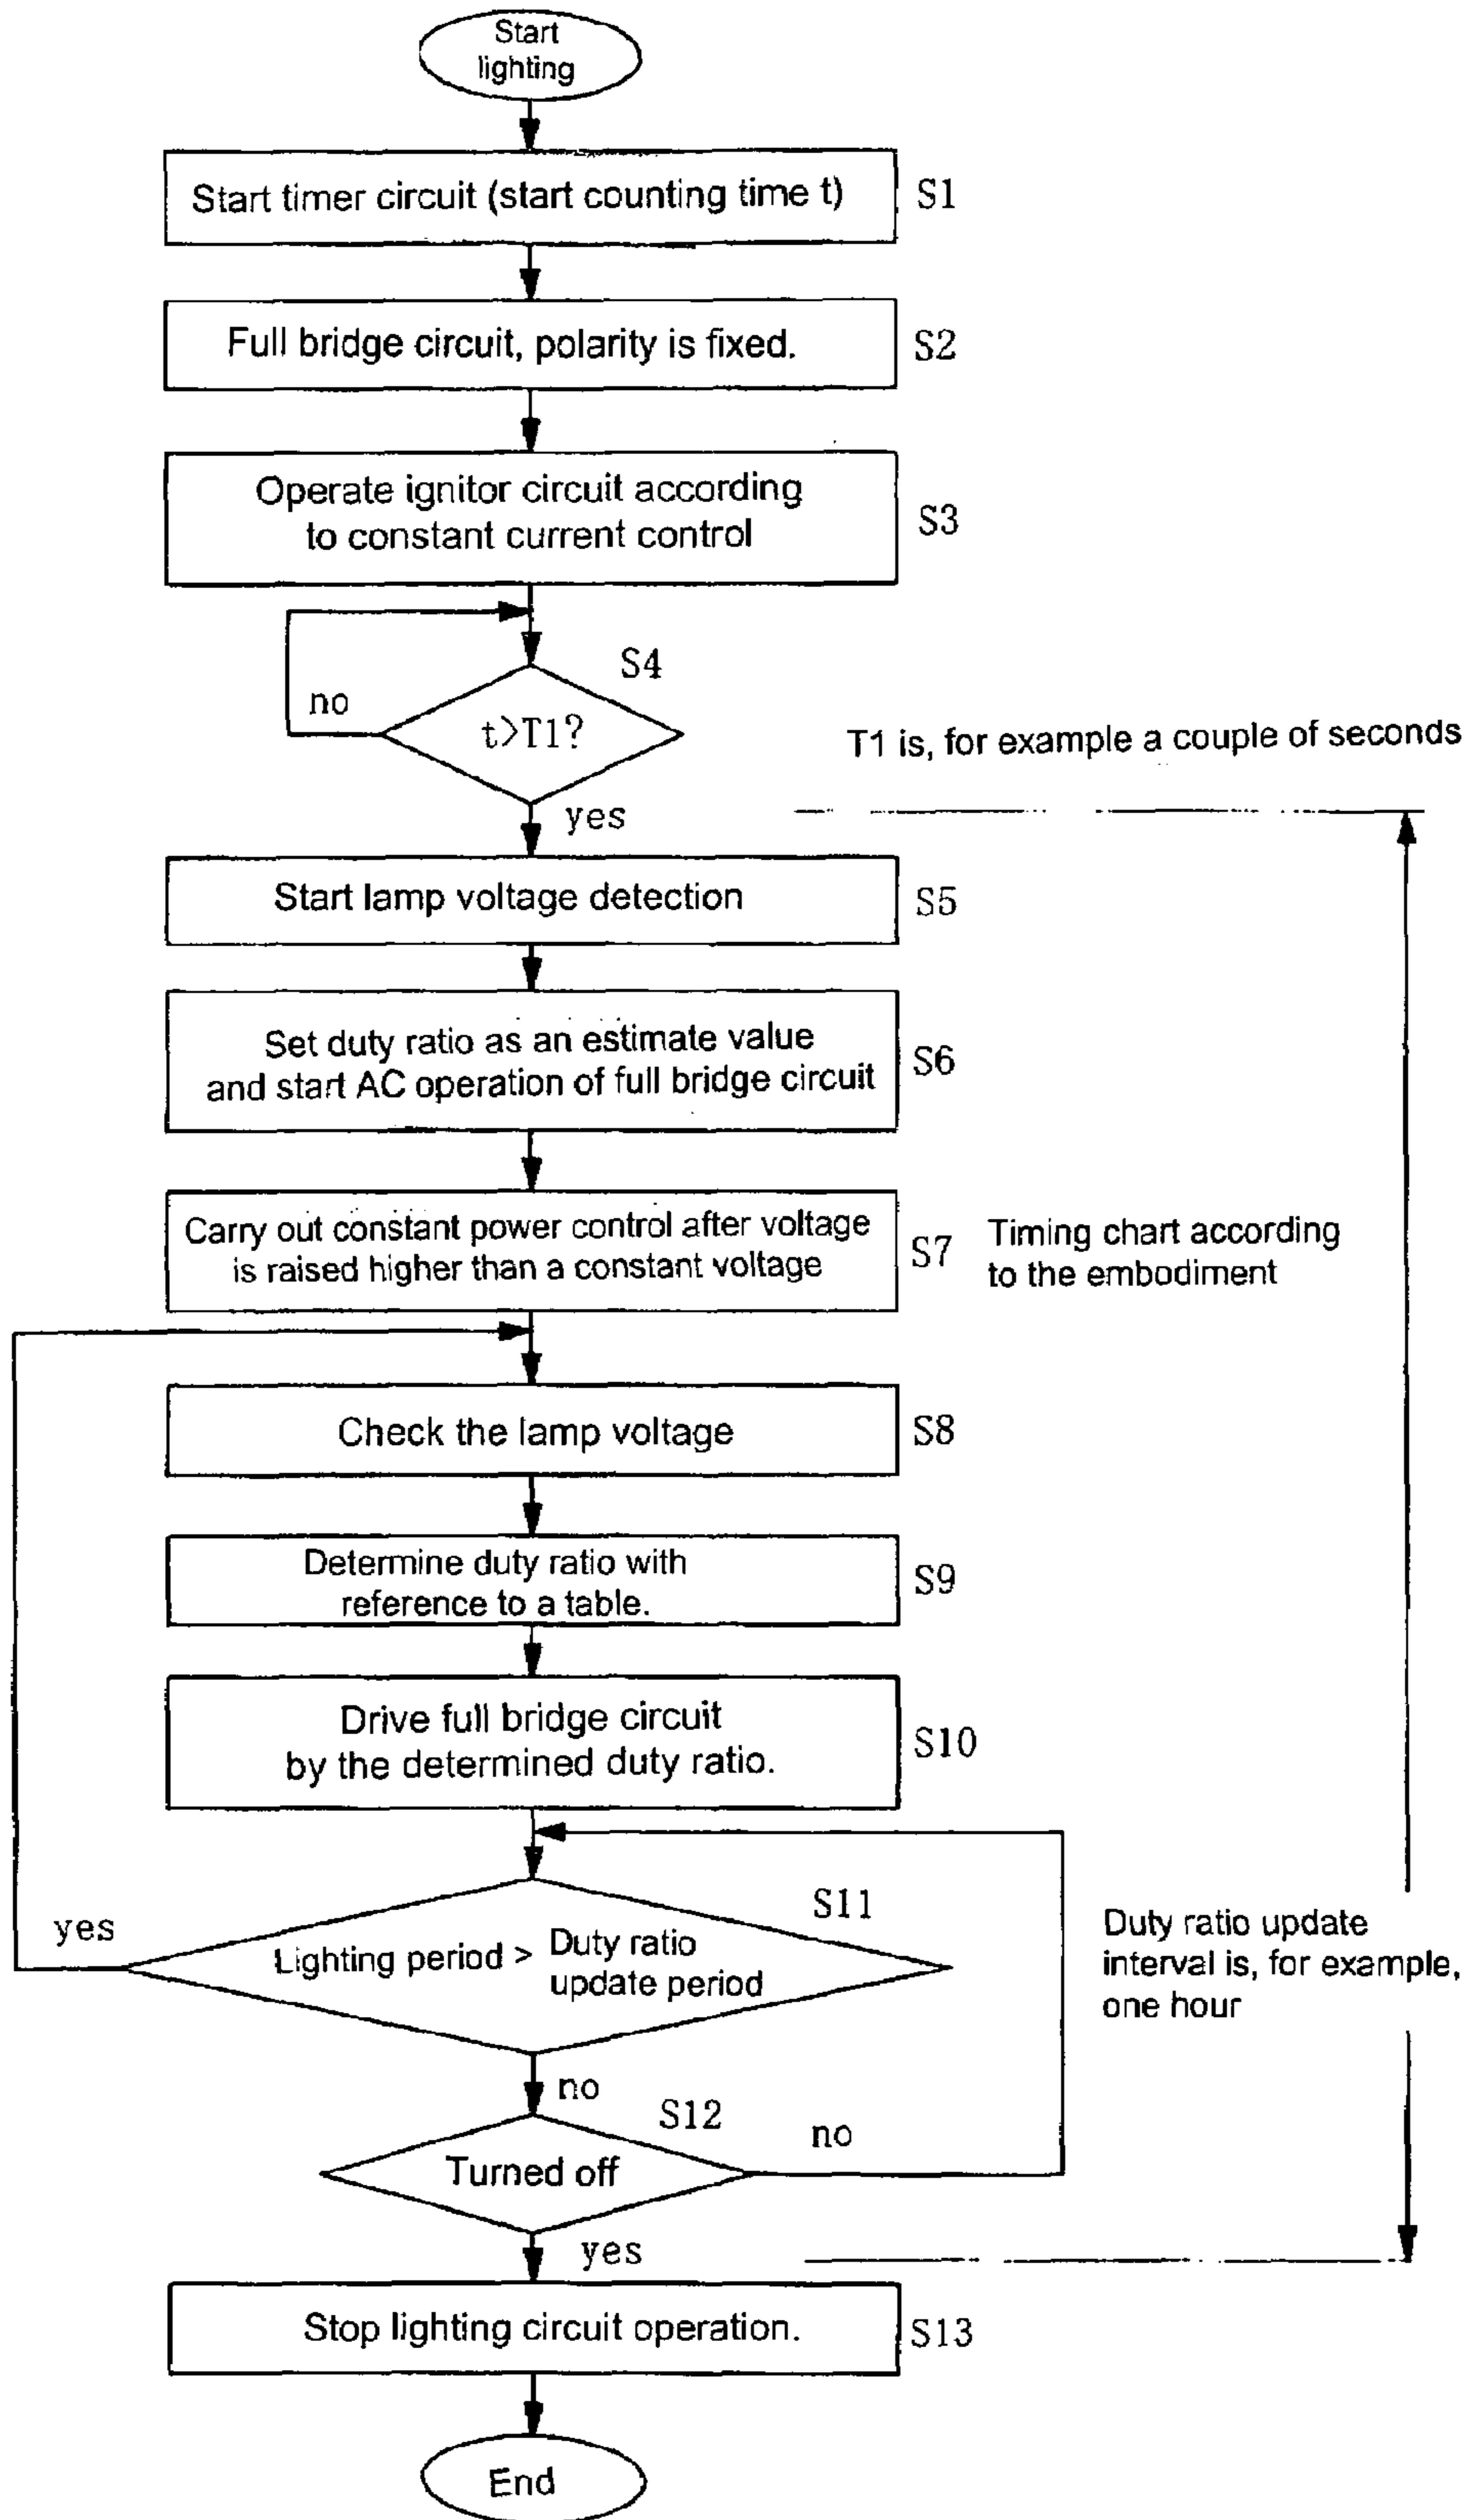 Start
lighting
Start timer circuit (start counting time t)
S1
Full bridge circuit, polarity is fixed.
S2
Operate ignitor circuit according
to constant current control
S3
S4
no
t>T1?
T1 is, for example a couple of seconds
yes
Start lamp voltage detection
S5
Set duty ratio as an estimate value
and start AC operation of full bridge circuit
S6
Carry out constant power control after voltage
is raised higher than a constant voltage
S7
Timing chart according
to the embodiment
Check the lamp voltage
S8
Determine duty ratio with
reference to a table.
S9
Drive full bridge circuit
by the determined duty ratio.
S10
S11
yes
Lighting period > Duty ratio
update period
Duty ratio update
interval is, for example,
one hour
no
S12
no
Turned off
yes
Stop lighting circuit operation.
S13
End